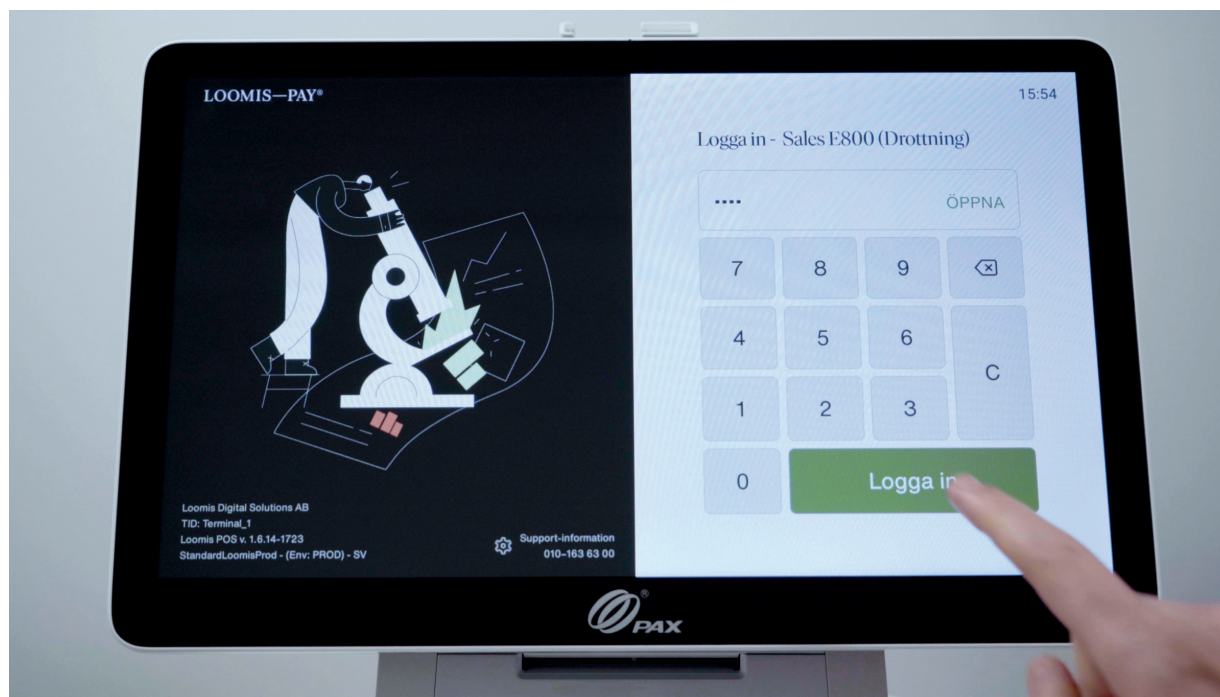 LOOMIS—PAY®
Loomis Digital Solutions AB
TID: Terminal_1
Loomis POS v. 1.6.14-1723
StandardLoomisProd - (Env: PROD) - SV
Support-information
010-163 63 00
15:54
Logga in - Sales E800 (Drottning)
•••• ÖPPNA
7 8 9
4 5 6
C
1 2 3
0 Logga in
PAX®